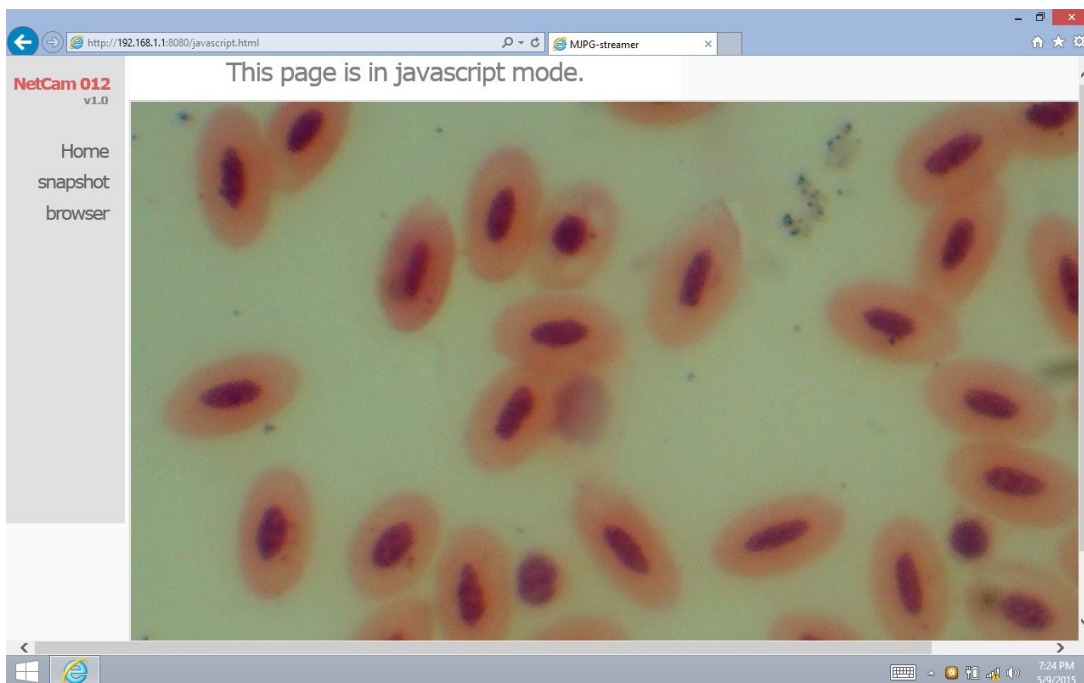 http://192.168.1.1:8080/javascript.html
MJPG-streamer
NetCam 012
v1.0
Home
snapshot
browser
This page is in javascript mode.
7:24 PM
5/9/2015